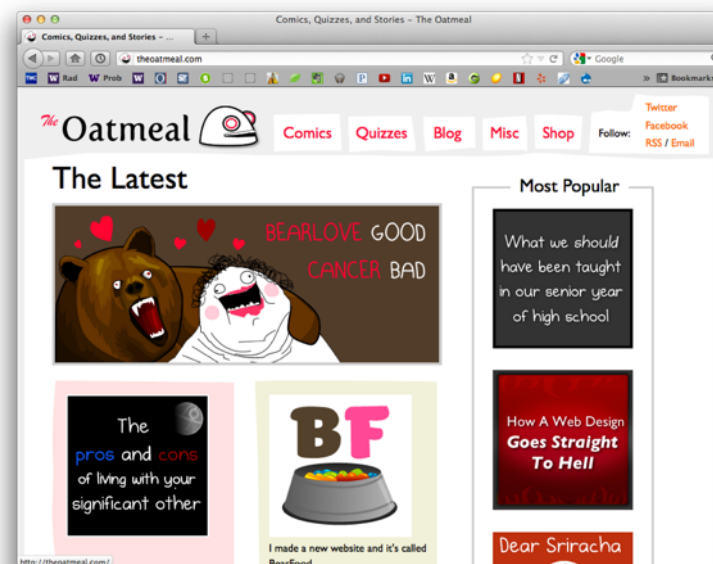 Comics, Quizzes, and Stories – The Oatmeal
Comics, Quizzes, and Stories – ...
theoatmeal.com
Google
W Rad
W Prob
Bookmarks
The Oatmeal
Comics
Quizzes
Blog
Misc
Shop
Follow:
Twitter
Facebook
RSS / Email
The Latest
BEARLOVE GOOD
CANCER BAD
The
pros and cons
of living with your
significant other
BF
I made a new website and it's called
BearFood
Most Popular
What we should
have been taught
in our senior year
of high school
How A Web Design
Goes Straight
To Hell
Dear Sriracha
http://theoatmeal.com/